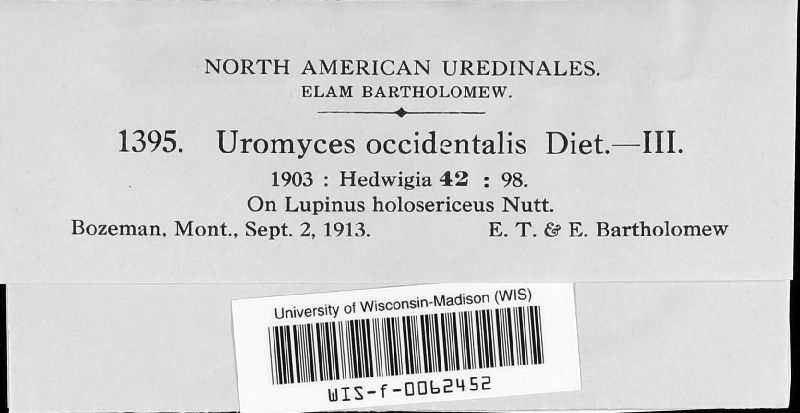 NORTH AMERICAN UREDINALES.
ELAM BARTHOLOMEW.
1395. Uromyces occidentalis Diet.—III.
1903 : Hedwigia 42 : 98.
On Lupinus holosericeus Nutt.
Bozeman, Mont., Sept. 2, 1913. E. T. & E. Bartholomew
University of Wisconsin-Madison (WIS)
WIS-f-0062452